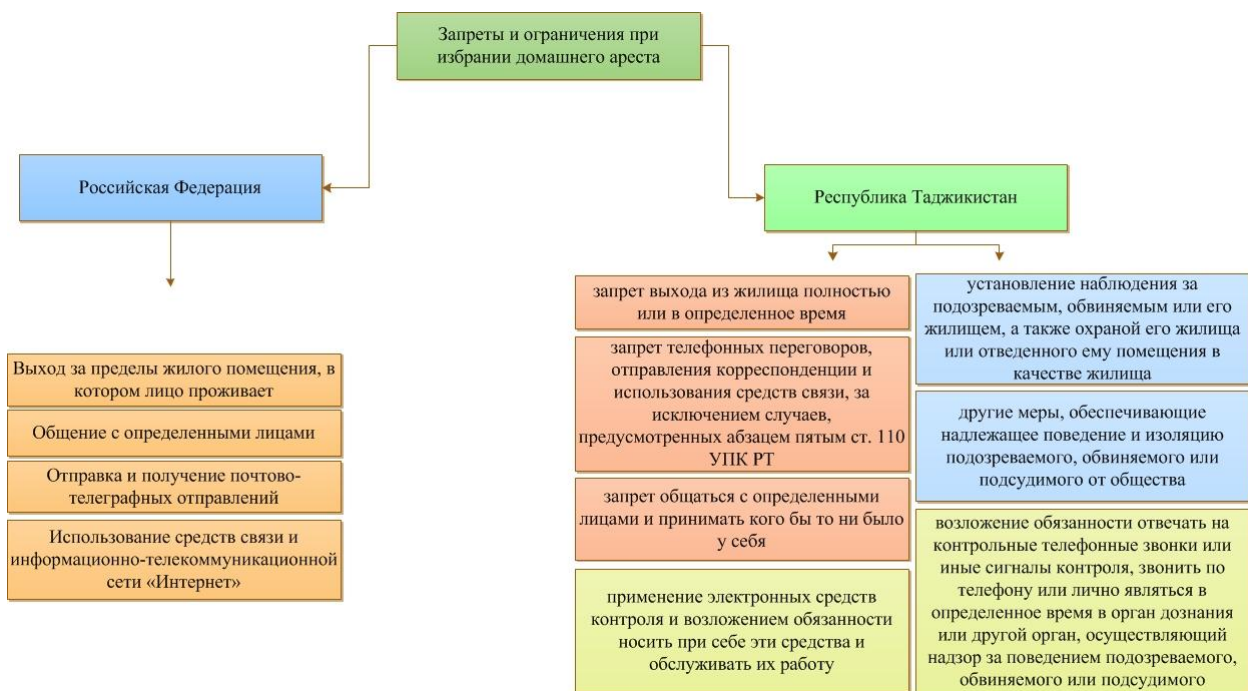 Запреты и ограничения при
избрании домашнего ареста
Российская Федерация
Выход за пределы жилого помещения, в
котором лицо проживает
Общение с определенными лицами
Отправка и получение почтово-
телеграфных отправлений
Использование средств связи и
информационно-телекоммуникационной
сети «Интернет»
Республика Таджикистан
запрет выхода из жилища полностью
или в определенное время
запрет телефонных переговоров,
отправления корреспонденции и
использования средств связи, за
исключением случаев,
предусмотренных абзацем пятым ст. 110
УПК РТ
запрет общаться с определенными
лицами и принимать кого бы то ни было
у себя
применение электронных средств
контроля и возложением обязанности
носить при себе эти средства и
обслуживать их работу
установление наблюдения за
подозреваемым, обвиняемым или его
жилищем, а также охраной его жилища
или отведенного ему помещения в
качестве жилища
другие меры, обеспечивающие
надлежащее поведение и изоляцию
подозреваемого, обвиняемого или
подсудимого от общества
возложение обязанности отвечать на
контрольные телефонные звонки или
иные сигналы контроля, звонить по
телефону или лично являться в
определенное время в орган дознания
или другой орган, осуществляющий
надзор за поведением подозреваемого,
обвиняемого или подсудимого